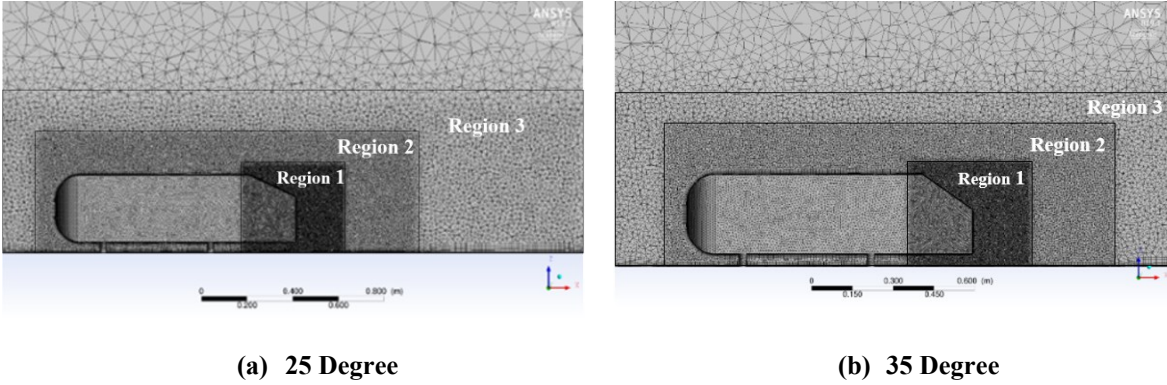 ANSYS
Region 3
Region 2
Region 1
0 0.400 0.800 (m)
0.200 0.600
(a) 25 Degree
ANSYS
Region 3
Region 2
Region 1
0 0.300 0.600 (m)
0.150 0.450
(b) 35 Degree